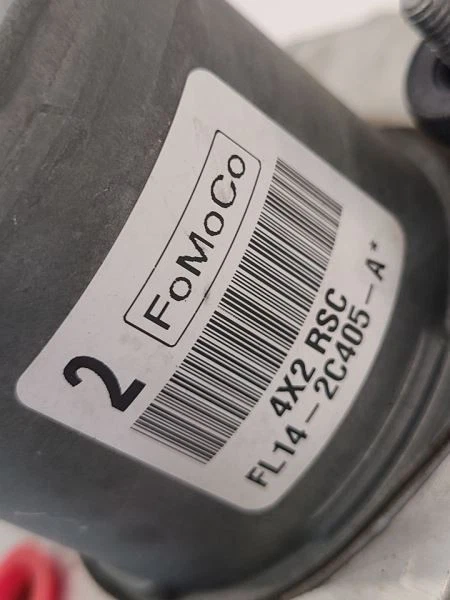 2
FoMoCo
4X2 RSC
FL14-2C405-A*